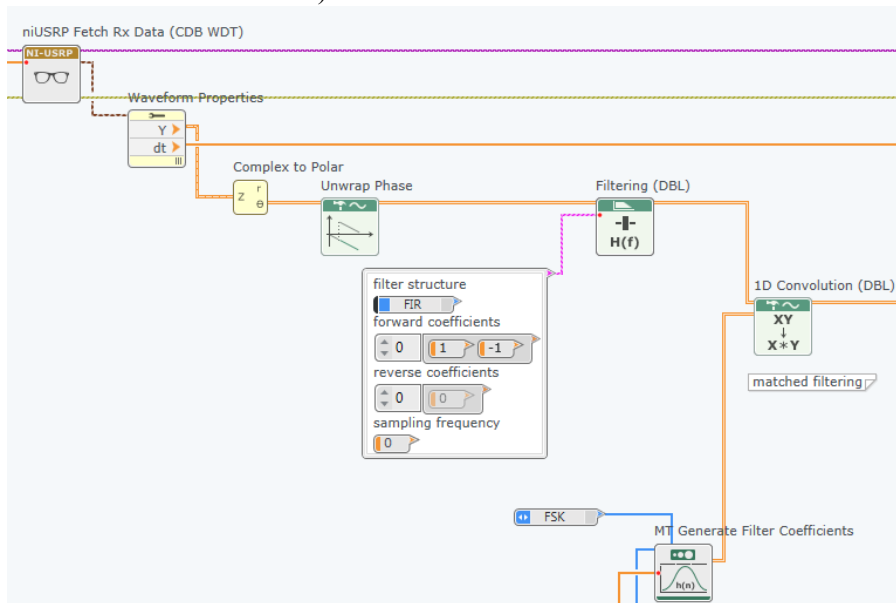 )
niUSRP Fetch Rx Data (CDB WDT)
NI-USRP
Waveform Properties
Y
dt
Complex to Polar
Z r θ
Unwrap Phase
Filtering (DBL)
H(f)
filter structure
FIR
forward coefficients
0 1 -1
reverse coefficients
0 0
sampling frequency
0
1D Convolution (DBL)
XY
↓
X*Y
matched filtering
FSK
MT Generate Filter Coefficients
h(n)